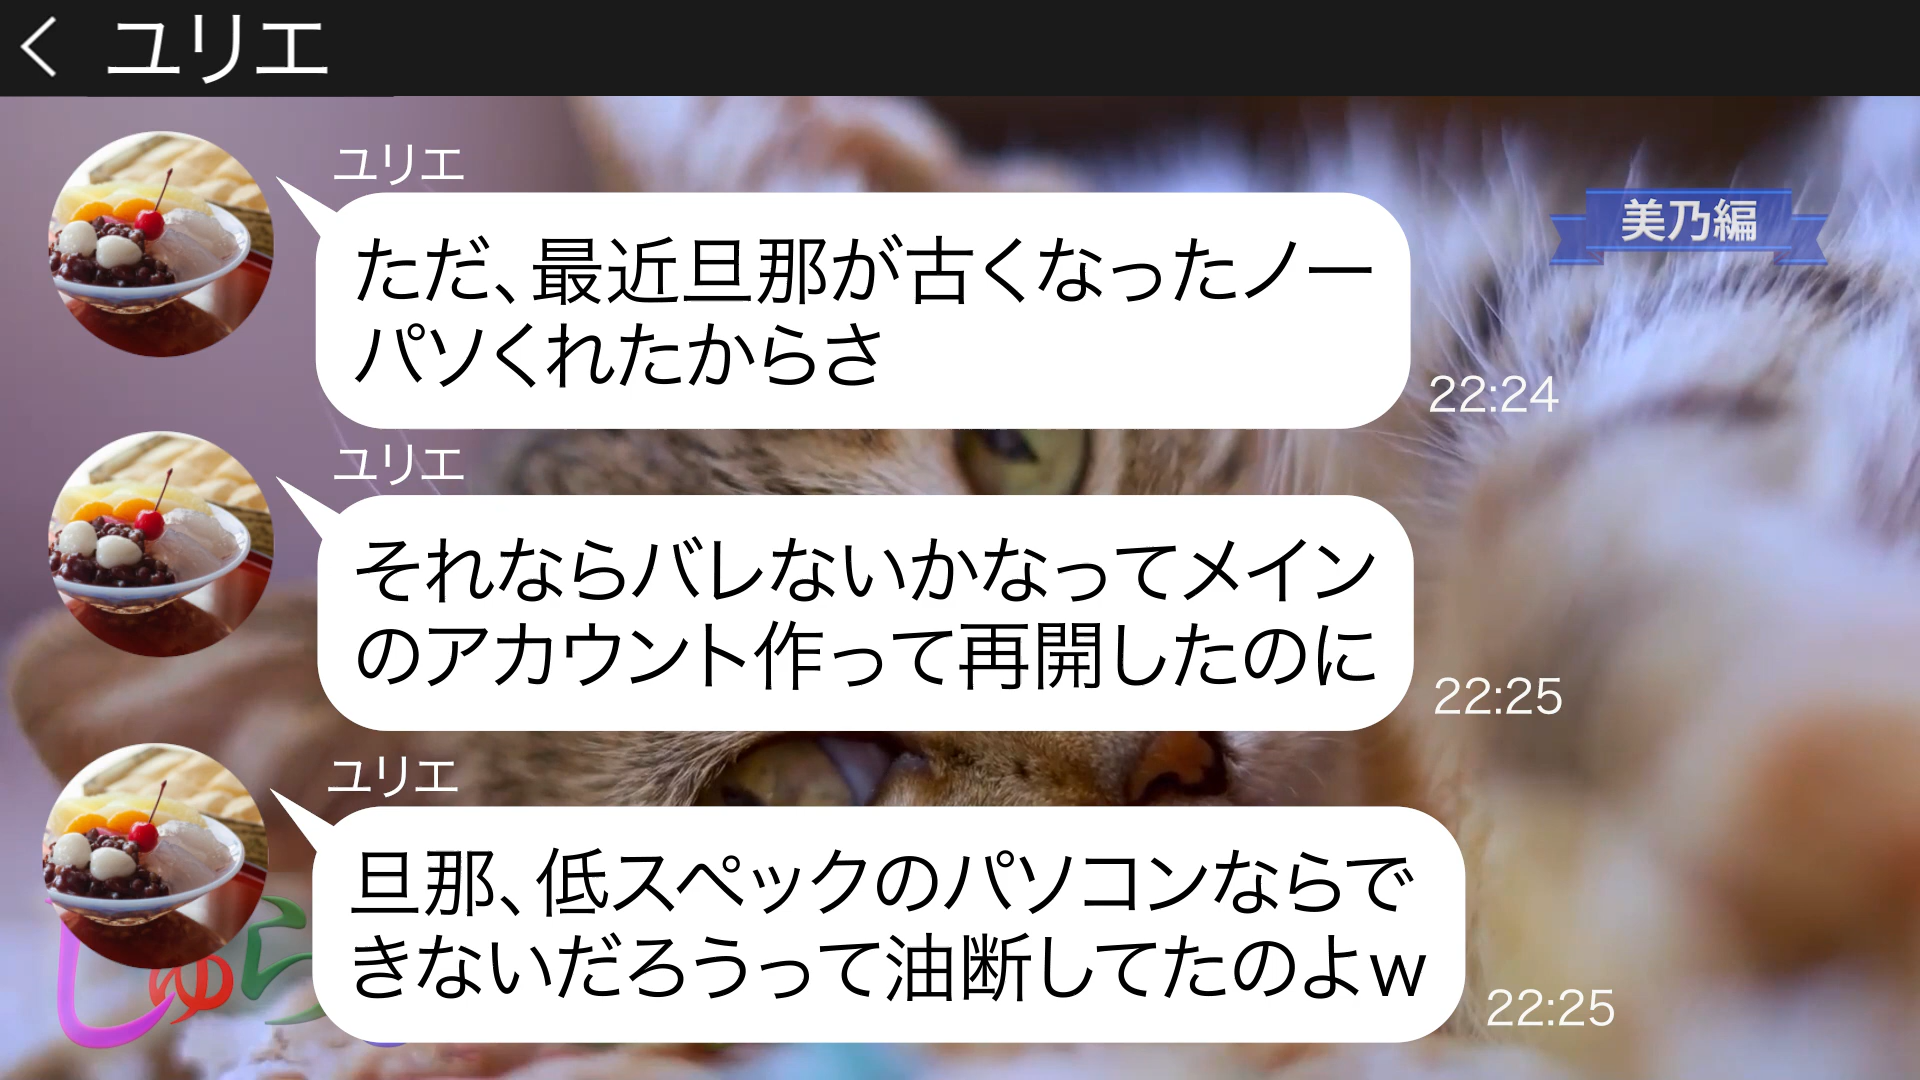 ユリエ
ユリエ
美乃編
ただ、最近旦那が古くなったノー
パソくれたからさ
22:24
ユリエ
それならバレないかなってメイン
のアカウント作って再開したのに
22:25
ユリエ
旦那、低スペックのパソコンならで
きないだろうって油断してたのよw
22:25
しゅら